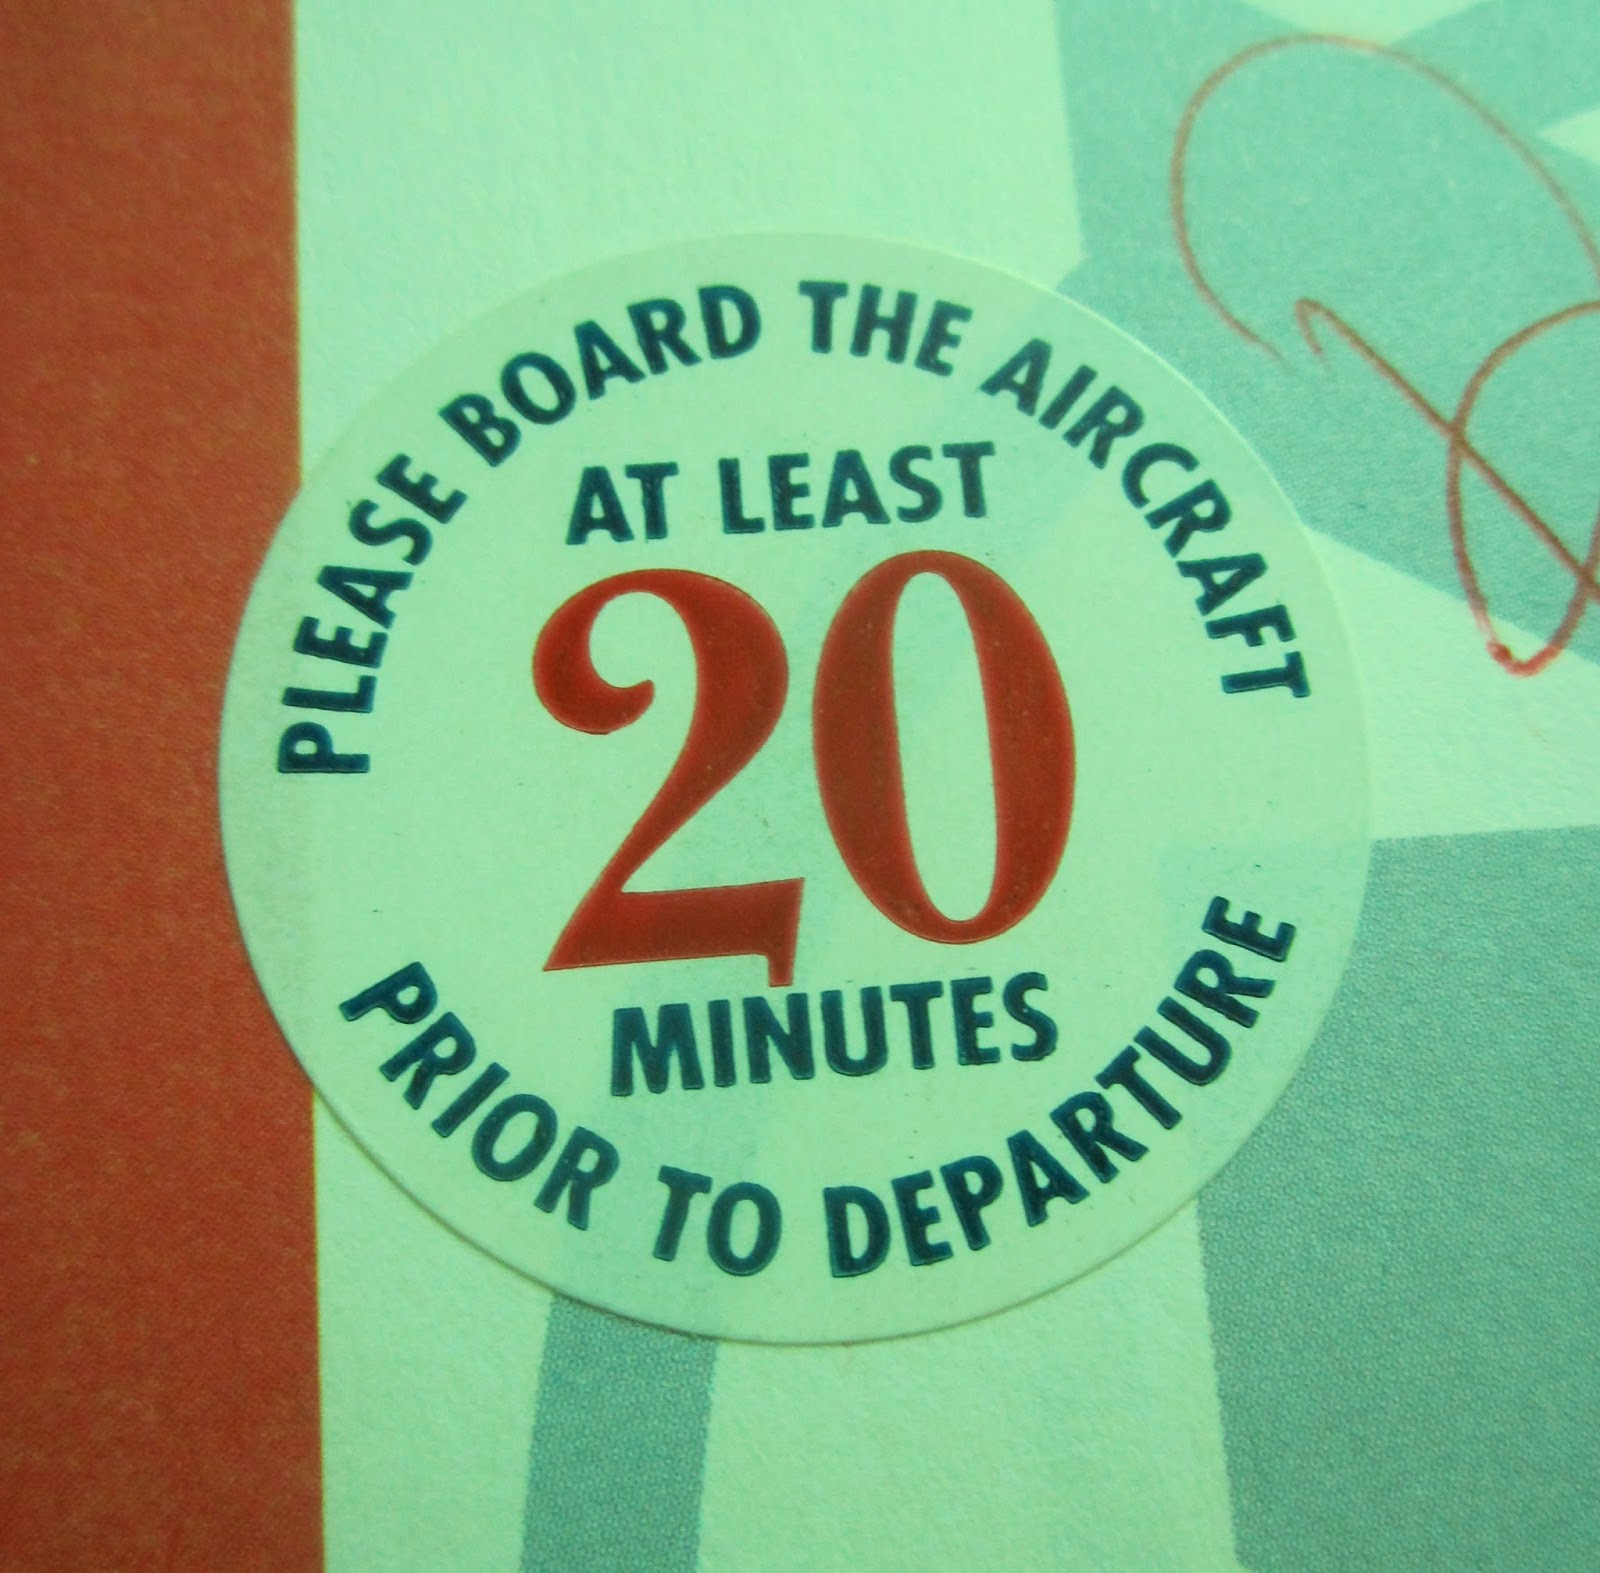 PLEASE BOARD THE AIRCRAFT
AT LEAST
20
MINUTES
PRIOR TO DEPARTURE